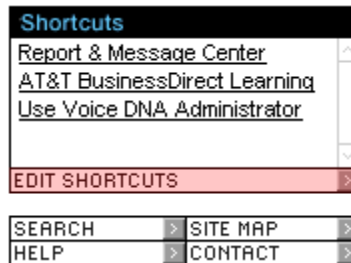 Shortcuts
Report & Message Center
AT&T BusinessDirect Learning
Use Voice DNA Administrator
EDIT SHORTCUTS
SEARCH SITE MAP
HELP CONTACT